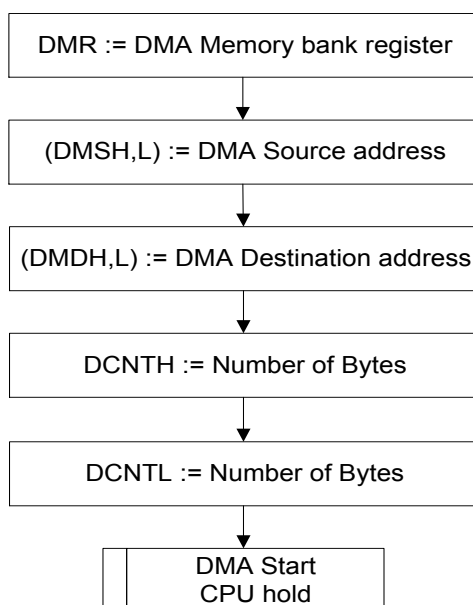 DMR := DMA Memory bank register
(DMSH,L) := DMA Source address
(DMDH,L) := DMA Destination address
DCNTH := Number of Bytes
DCNTL := Number of Bytes
DMA Start
CPU hold